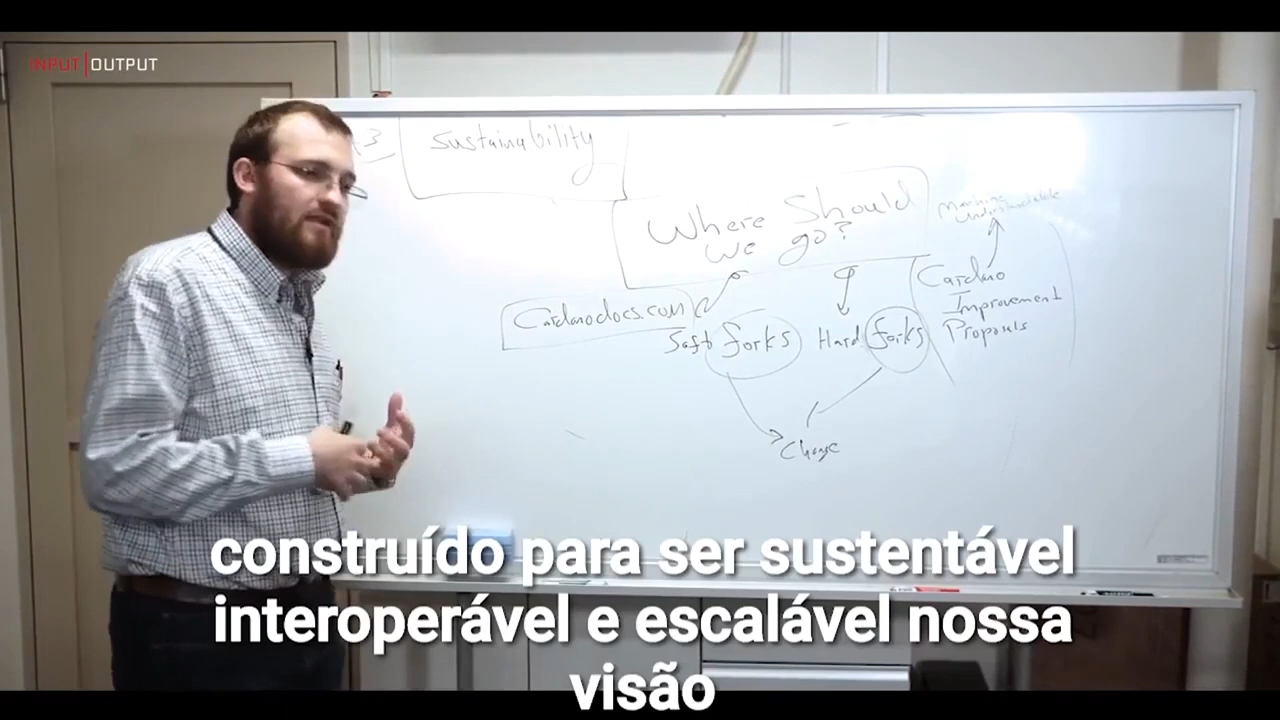 INPUT|OUTPUT
Sustainability
Where Should
we go?
Machine
Understandable
Cardano
Improvement
Proposals
Cardanodocs.com
Soft forks
Hard forks
Change
construído para ser sustentável
interoperável e escalável nossa
visão